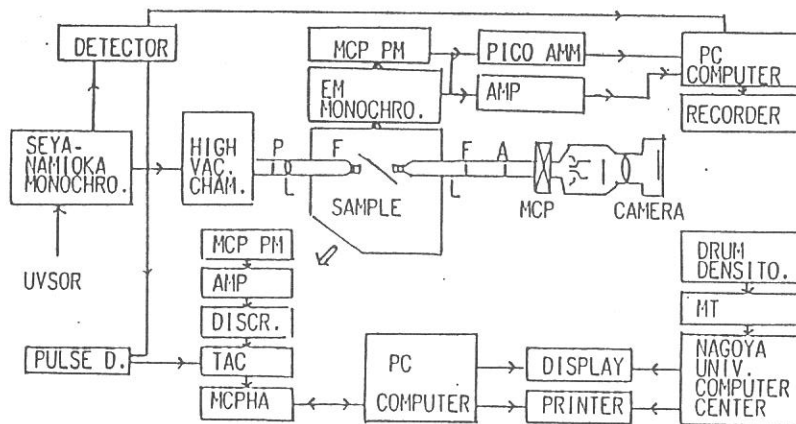 DETECTOR
MCP PM
PICO AMM
PC
COMPUTER
EM
MONOCHRO.
AMP
RECORDER
SEYA-
NAMIOKA
MONOCHRO.
HIGH
VAC.
CHAM.
P
L
F
SAMPLE
F
L
A
MCP
CAMERA
UVSOR
MCP PM
AMP
DISCR.
TAC
MCPHA
PULSE D.
PC
COMPUTER
DISPLAY
PRINTER
DRUM
DENSITO.
MT
NAGOYA
UNIV.
COMPUTER
CENTER